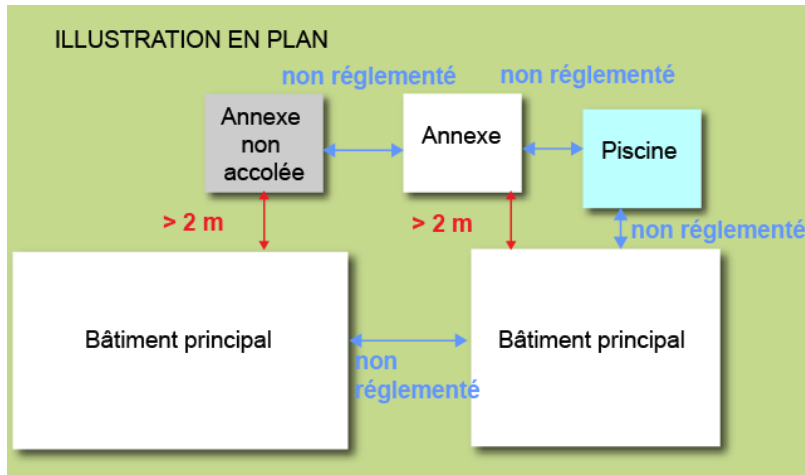 ILLUSTRATION EN PLAN
non réglementé
non réglementé
Annexe
non
accolée
Annexe
Piscine
> 2 m
> 2 m
non réglementé
Bâtiment principal
Bâtiment principal
non
réglementé